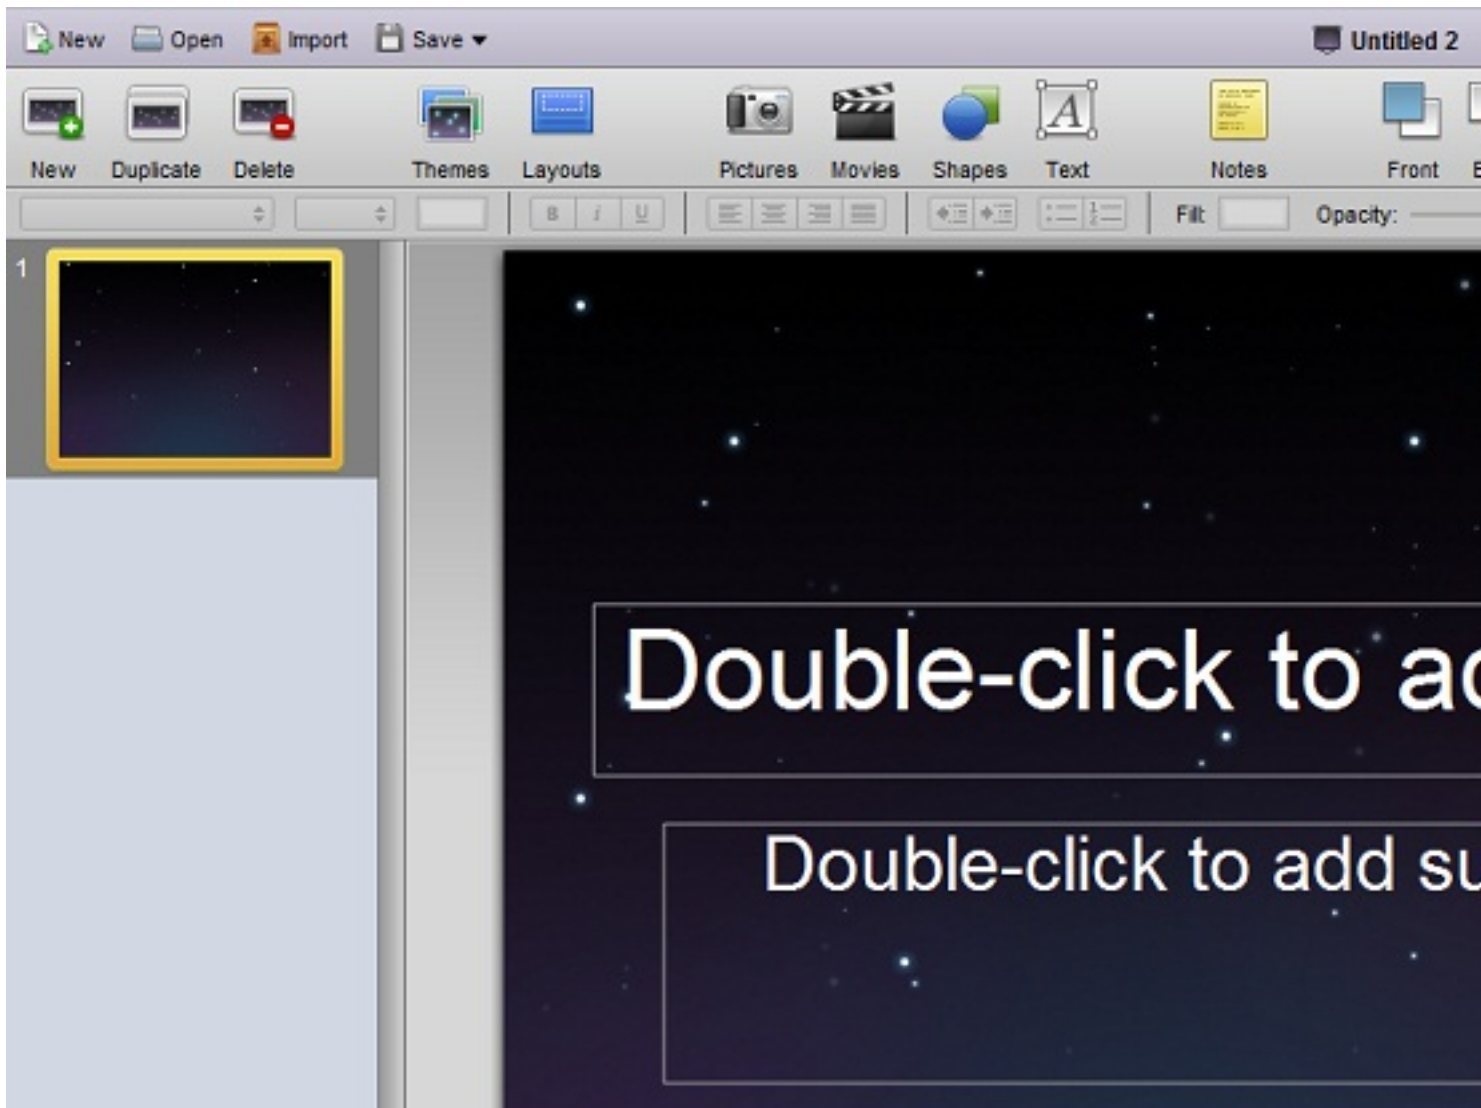 New Open Import Save Untitled 2
New Duplicate Delete Themes Layouts Pictures Movies Shapes Text Notes Front
B i U Fill: Opacity:
1
Double-click to a
Double-click to add su